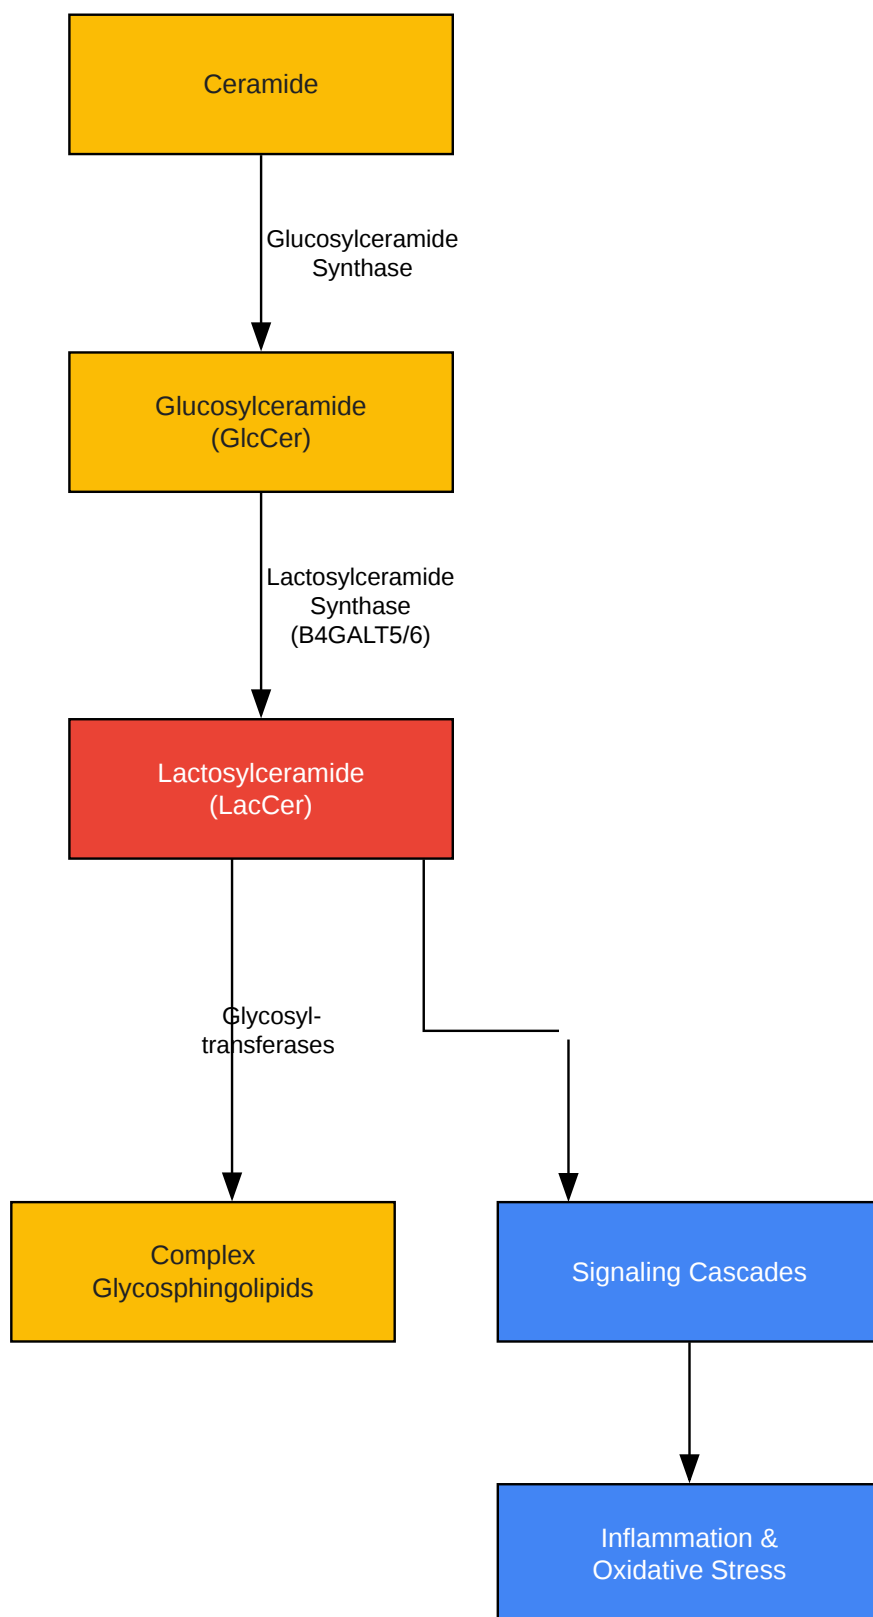 Ceramide
Glucosylceramide
Synthase
Glucosylceramide
(GlcCer)
Lactosylceramide
Synthase
(B4GALT5/6)
Lactosylceramide
(LacCer)
Glycosyl-
transferases
Complex
Glycosphingolipids
Signaling Cascades
Inflammation &
Oxidative Stress